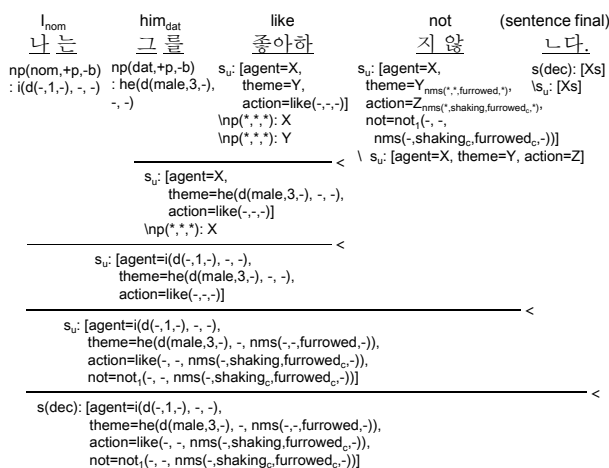 I_nom him_dat like not (sentence final)
나 는 그 를 좋아하 지 않 ㄴ다.
np(nom,+p,-b)
: i(d(-,1,-), -, -)
np(dat,+p,-b)
: he(d(male,3,-),
-, -)
s_u: [agent=X,
theme=Y,
action=like(-,-,-)]
\np(*,*,*): X
\np(*,*,*): Y
s_u: [agent=X,
theme=Y_nms(*,*,furrowed,*),
action=Z_nms(*,shaking,furrowed_c,*),
not=not_1(-, -,
nms(-,shaking_c,furrowed_c,-))]
\ s_u: [agent=X, theme=Y, action=Z]
s(dec): [Xs]
\s_u: [Xs]
<
s_u: [agent=X,
theme=he(d(male,3,-), -, -),
action=like(-,-,-)]
\np(*,*,*): X
<
s_u: [agent=i(d(-,1,-), -, -),
theme=he(d(male,3,-), -, -),
action=like(-,-,-)]
<
s_u: [agent=i(d(-,1,-), -, -),
theme=he(d(male,3,-), -, nms(-,-,furrowed,-)),
action=like(-, -, nms(-,shaking,furrowed_c,-)),
not=not_1(-, -, nms(-,shaking_c,furrowed_c,-))]
<
s(dec): [agent=i(d(-,1,-), -, -),
theme=he(d(male,3,-), -, nms(-,-,furrowed,-)),
action=like(-, -, nms(-,shaking,furrowed_c,-)),
not=not_1(-, -, nms(-,shaking_c,furrowed_c,-))]